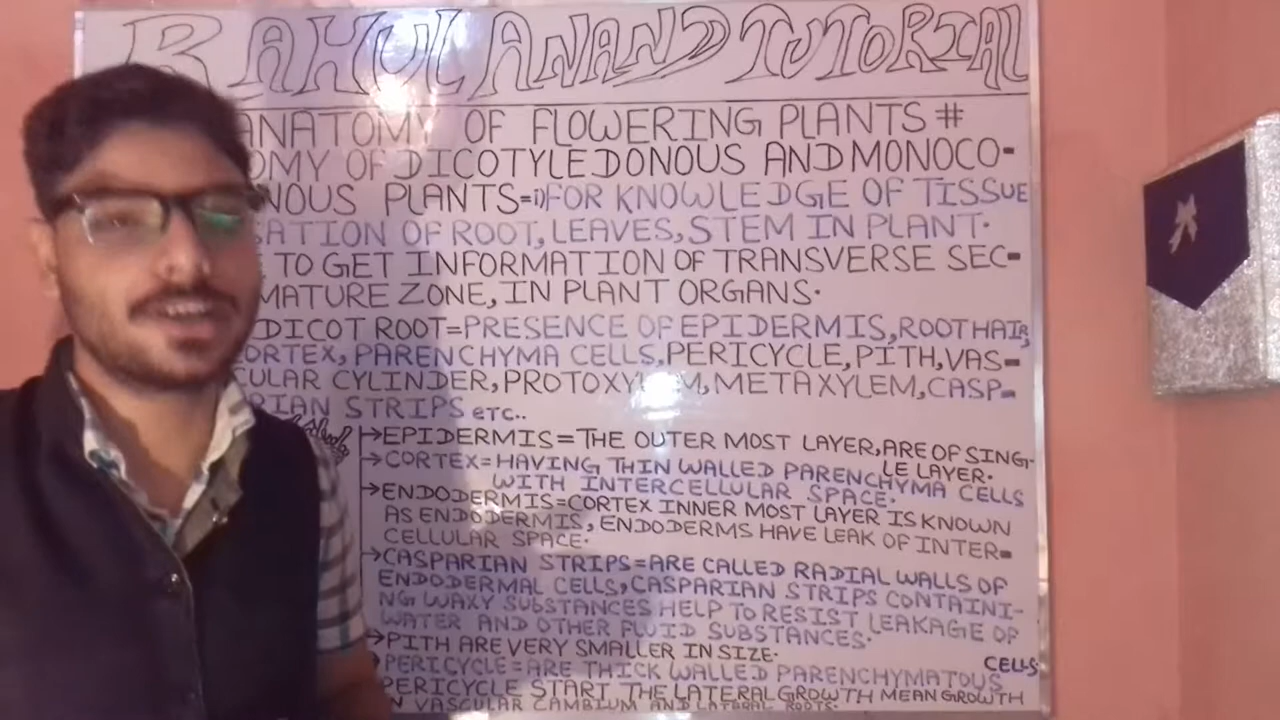 RAHUL ANAND TUTORIAL
ANATOMY OF FLOWERING PLANTS #
OMY OF DICOTYLEDONOUS AND MONOCO-
NOUS PLANTS=i)FOR KNOWLEDGE OF TISSUE
SATION OF ROOT, LEAVES, STEM IN PLANT.
TO GET INFORMATION OF TRANSVERSE SEC-
MATURE ZONE, IN PLANT ORGANS.
DICOT ROOT=PRESENCE OF EPIDERMIS, ROOT HAIR,
CORTEX, PARENCHYMA CELLS, PERICYCLE, PITH, VAS-
CULAR CYLINDER, PROTOXYLEM, METAXYLEM, CASP-
RIAN STRIPS etc..
→EPIDERMIS=THE OUTER MOST LAYER, ARE OF SING-
LE LAYER.
→CORTEX=HAVING THIN WALLED PARENCHYMA CELLS
WITH INTERCELLULAR SPACE.
→ENDODERMIS=CORTEX INNER MOST LAYER IS KNOWN
AS ENDODERMIS, ENDODERMS HAVE LEAK OF INTER-
CELLULAR SPACE.
→CASPARIAN STRIPS=ARE CALLED RADIAL WALLS OF
ENDODERMAL CELLS, CASPARIAN STRIPS CONTAINI-
NG WAXY SUBSTANCES HELP TO RESIST LEAKAGE OF
WATER AND OTHER FLUID SUBSTANCES.
→PITH ARE VERY SMALLER IN SIZE.
→PERICYCLE=ARE THICK WALLED PARENCHYMATOUS CELLS
PERICYCLE START THE LATERAL GROWTH MEAN GROWTH
N VASCULAR CAMBIUM AND LATERAL ROOTS.